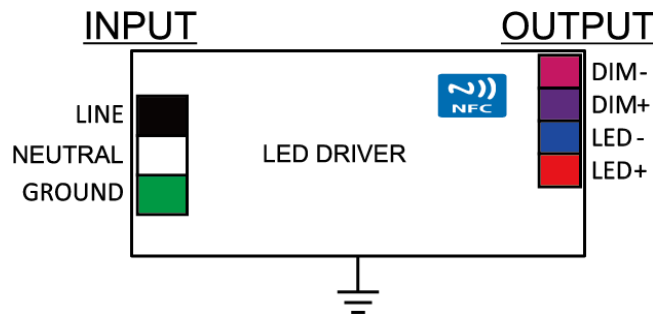 INPUT
OUTPUT
LINE
NEUTRAL
GROUND
LED DRIVER
NFC
DIM-
DIM+
LED-
LED+